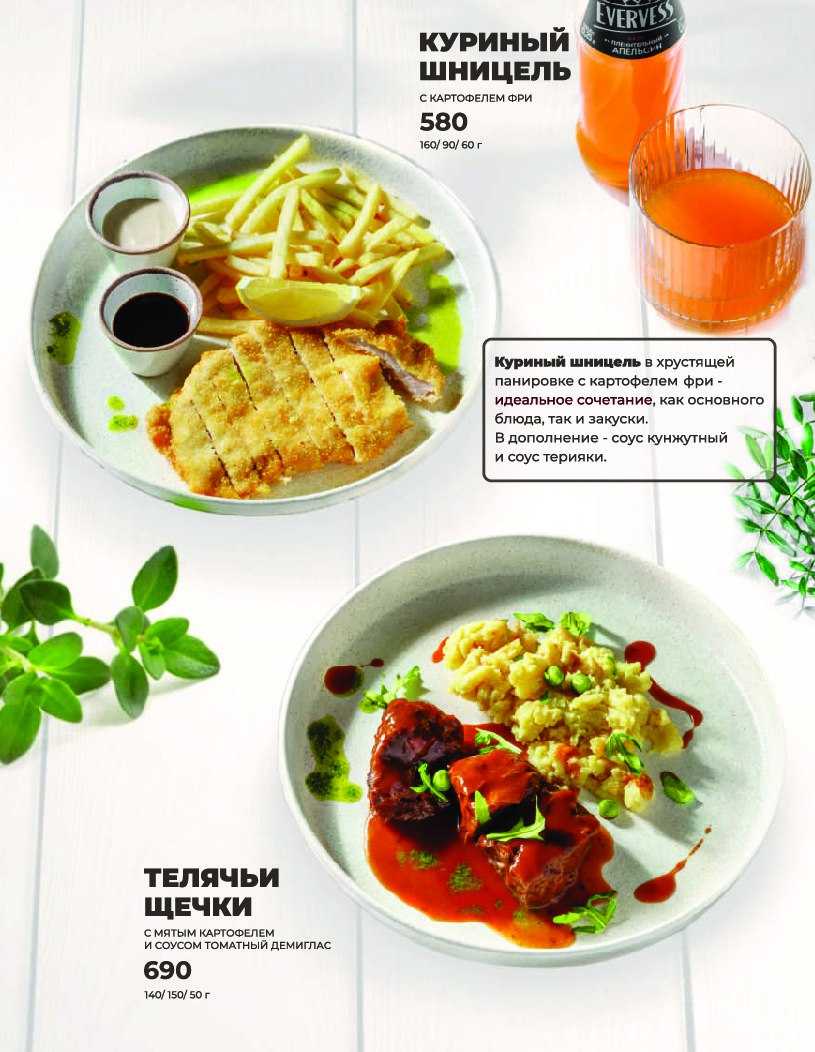 EVERVESS
ПЛЕНИТЕЛЬНЫЙ
АПЕЛЬСИН
КУРИНЫЙ
ШНИЦЕЛЬ
С КАРТОФЕЛЕМ ФРИ
580
160/ 90/ 60 г
Куриный шницель в хрустящей
панировке с картофелем фри -
идеальное сочетание, как основного
блюда, так и закуски.
В дополнение - соус кунжутный
и соус терияки.
ТЕЛЯЧЬИ
ЩЕЧКИ
С МЯТЫМ КАРТОФЕЛЕМ
И СОУСОМ ТОМАТНЫЙ ДЕМИГЛАС
690
140/ 150/ 50 г